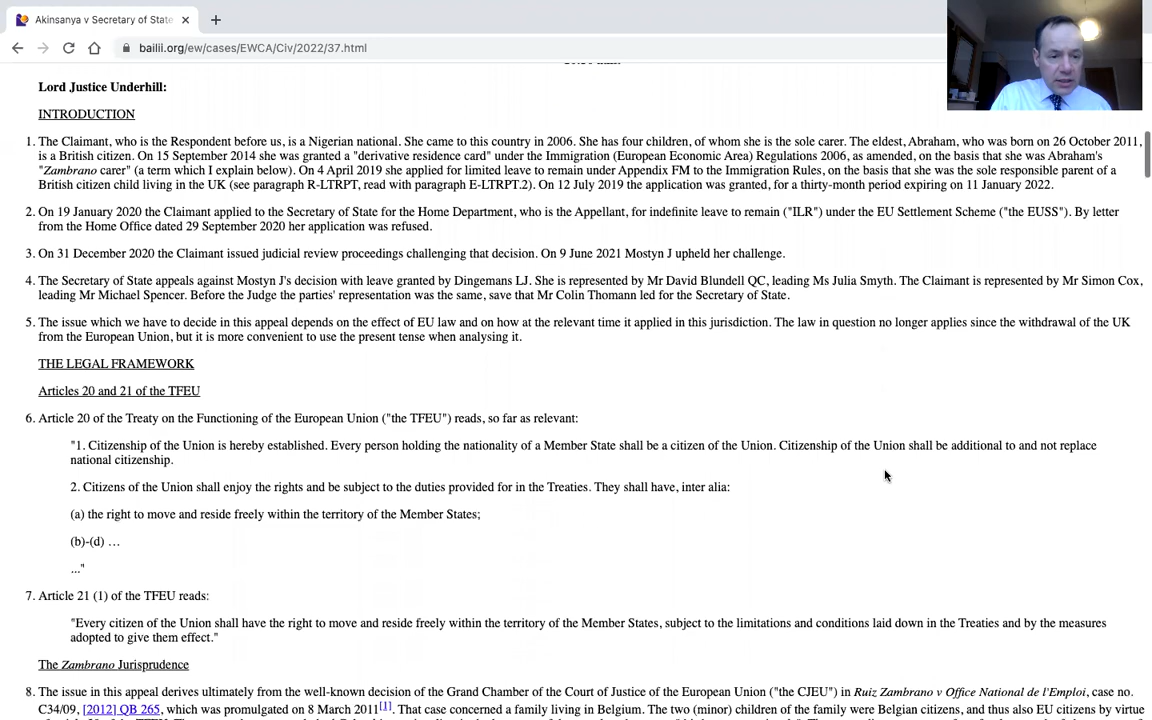 Akinsanya v Secretary of State
bailii.org/ew/cases/EWCA/Civ/2022/37.html
Lord Justice Underhill:
INTRODUCTION
1. The Claimant, who is the Respondent before us, is a Nigerian national. She came to this country in 2006. She has four children, of whom she is the sole carer. The eldest, Abraham, who was born on 26 October 2011,
is a British citizen. On 15 September 2014 she was granted a "derivative residence card" under the Immigration (European Economic Area) Regulations 2006, as amended, on the basis that she was Abraham's
"Zambrano carer" (a term which I explain below). On 4 April 2019 she applied for limited leave to remain under Appendix FM to the Immigration Rules, on the basis that she was the sole responsible parent of a
British citizen child living in the UK (see paragraph R-LTRPT, read with paragraph E-LTRPT.2). On 12 July 2019 the application was granted, for a thirty-month period expiring on 11 January 2022.
2. On 19 January 2020 the Claimant applied to the Secretary of State for the Home Department, who is the Appellant, for indefinite leave to remain ("ILR") under the EU Settlement Scheme ("the EUSS"). By letter
from the Home Office dated 29 September 2020 her application was refused.
3. On 31 December 2020 the Claimant issued judicial review proceedings challenging that decision. On 9 June 2021 Mostyn J upheld her challenge.
4. The Secretary of State appeals against Mostyn J's decision with leave granted by Dingemans LJ. She is represented by Mr David Blundell QC, leading Ms Julia Smyth. The Claimant is represented by Mr Simon Cox,
leading Mr Michael Spencer. Before the Judge the parties' representation was the same, save that Mr Colin Thomann led for the Secretary of State.
5. The issue which we have to decide in this appeal depends on the effect of EU law and on how at the relevant time it applied in this jurisdiction. The law in question no longer applies since the withdrawal of the UK
from the European Union, but it is more convenient to use the present tense when analysing it.
THE LEGAL FRAMEWORK
Articles 20 and 21 of the TFEU
6. Article 20 of the Treaty on the Functioning of the European Union ("the TFEU") reads, so far as relevant:
"1. Citizenship of the Union is hereby established. Every person holding the nationality of a Member State shall be a citizen of the Union. Citizenship of the Union shall be additional to and not replace
national citizenship.
2. Citizens of the Union shall enjoy the rights and be subject to the duties provided for in the Treaties. They shall have, inter alia:
(a) the right to move and reside freely within the territory of the Member States;
(b)-(d) …
..."
7. Article 21 (1) of the TFEU reads:
"Every citizen of the Union shall have the right to move and reside freely within the territory of the Member States, subject to the limitations and conditions laid down in the Treaties and by the measures
adopted to give them effect."
The Zambrano Jurisprudence
8. The issue in this appeal derives ultimately from the well-known decision of the Grand Chamber of the Court of Justice of the European Union ("the CJEU") in Ruiz Zambrano v Office National de l'Emploi, case no.
C34/09, [2012] QB 265, which was promulgated on 8 March 2011[1]. That case concerned a family living in Belgium. The two (minor) children of the family were Belgian citizens, and thus also EU citizens by virtue